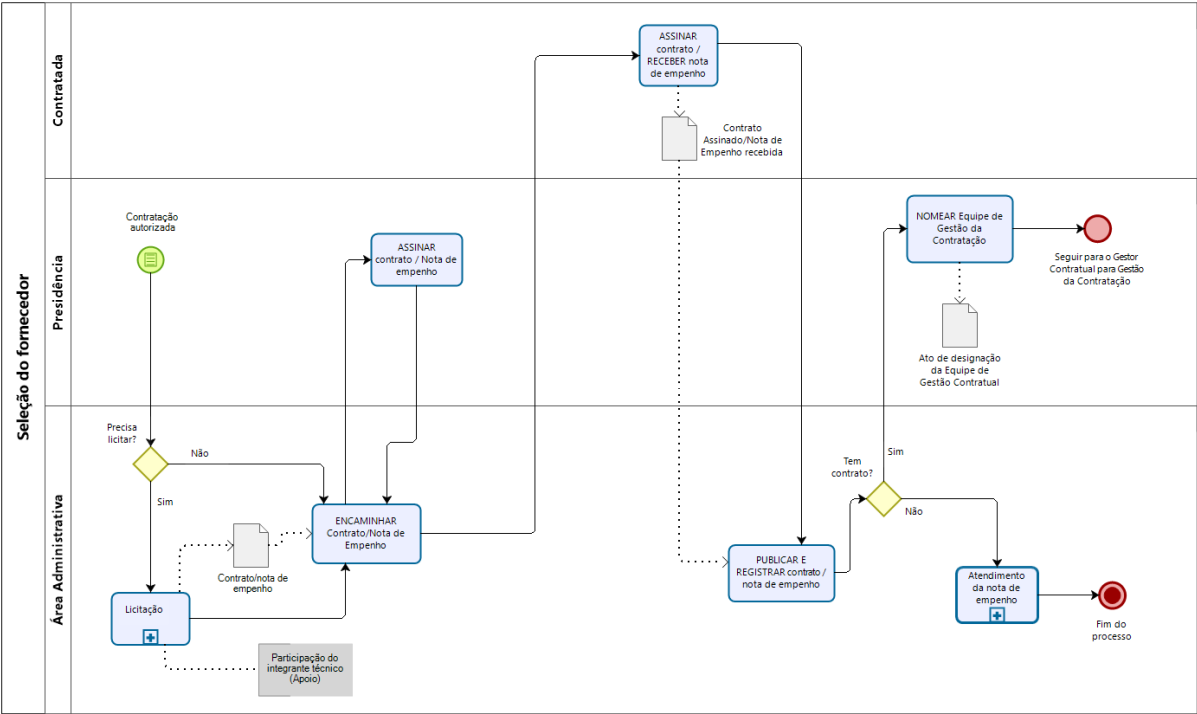 Seleção do fornecedor
Contratada
ASSINAR
contrato /
RECEBER nota
de empenho
Contrato
Assinado/Nota de
Empenho recebida
Presidência
Contratação
autorizada
ASSINAR
contrato / Nota de
empenho
NOMEAR Equipe de
Gestão da
Contratação
Seguir para o Gestor
Contratual para Gestão
da Contratação
Ato de designação
da Equipe de
Gestão Contratual
Área Administrativa
Precisa
licitar?
Não
Sim
ENCAMINHAR
Contrato/Nota de
Empenho
Contrato/nota de
empenho
Licitação
Participação do
integrante técnico
(Apoio)
PUBLICAR E
REGISTRAR contrato /
nota de empenho
Tem
contrato?
Sim
Não
Atendimento
da nota de
empenho
Fim do
processo